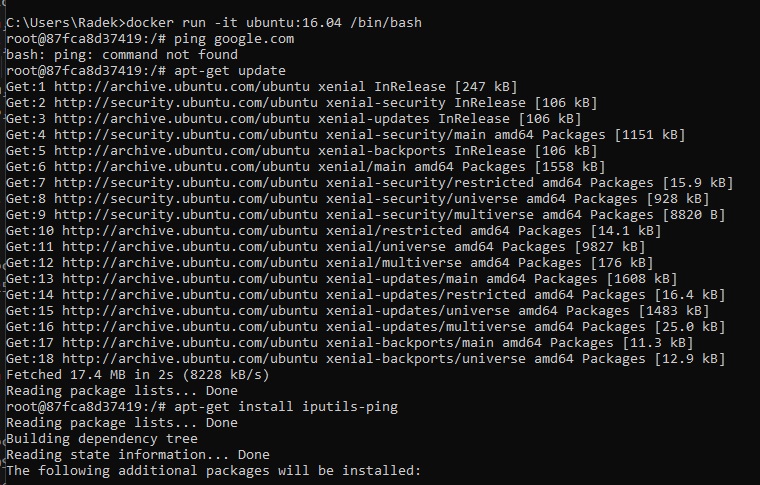 C:\Users\Radek>docker run -it ubuntu:16.04 /bin/bash
root@87fca8d37419:/# ping google.com
bash: ping: command not found
root@87fca8d37419:/# apt-get update
Get:1 http://archive.ubuntu.com/ubuntu xenial InRelease [247 kB]
Get:2 http://security.ubuntu.com/ubuntu xenial-security InRelease [106 kB]
Get:3 http://archive.ubuntu.com/ubuntu xenial-updates InRelease [106 kB]
Get:4 http://security.ubuntu.com/ubuntu xenial-security/main amd64 Packages [1151 kB]
Get:5 http://archive.ubuntu.com/ubuntu xenial-backports InRelease [106 kB]
Get:6 http://archive.ubuntu.com/ubuntu xenial/main amd64 Packages [1558 kB]
Get:7 http://security.ubuntu.com/ubuntu xenial-security/restricted amd64 Packages [15.9 kB]
Get:8 http://security.ubuntu.com/ubuntu xenial-security/universe amd64 Packages [928 kB]
Get:9 http://security.ubuntu.com/ubuntu xenial-security/multiverse amd64 Packages [8820 B]
Get:10 http://archive.ubuntu.com/ubuntu xenial/restricted amd64 Packages [14.1 kB]
Get:11 http://archive.ubuntu.com/ubuntu xenial/universe amd64 Packages [9827 kB]
Get:12 http://archive.ubuntu.com/ubuntu xenial/multiverse amd64 Packages [176 kB]
Get:13 http://archive.ubuntu.com/ubuntu xenial-updates/main amd64 Packages [1608 kB]
Get:14 http://archive.ubuntu.com/ubuntu xenial-updates/restricted amd64 Packages [16.4 kB]
Get:15 http://archive.ubuntu.com/ubuntu xenial-updates/universe amd64 Packages [1483 kB]
Get:16 http://archive.ubuntu.com/ubuntu xenial-updates/multiverse amd64 Packages [25.0 kB]
Get:17 http://archive.ubuntu.com/ubuntu xenial-backports/main amd64 Packages [11.3 kB]
Get:18 http://archive.ubuntu.com/ubuntu xenial-backports/universe amd64 Packages [12.9 kB]
Fetched 17.4 MB in 2s (8228 kB/s)
Reading package lists... Done
root@87fca8d37419:/# apt-get install iputils-ping
Reading package lists... Done
Building dependency tree
Reading state information... Done
The following additional packages will be installed: